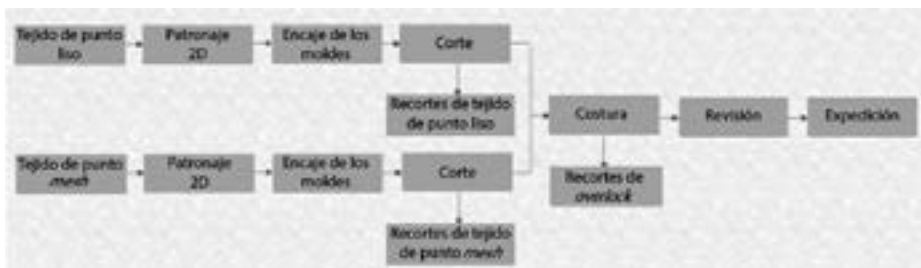 Tejido de punto
liso
Patronaje
2D
Encaje de los
moldes
Corte
Recortes de tejido
de punto liso
Costura
Revisión
Expedición
Tejido de punto
mesh
Patronaje
2D
Encaje de los
moldes
Corte
Recortes de
overlock
Recortes de tejido
de punto mesh